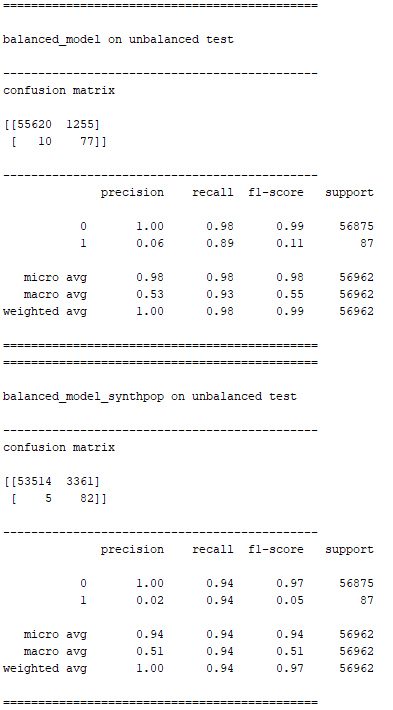 =============================================
balanced_model on unbalanced test
---------------------------------------------
confusion matrix
[[55620  1255]
 [   10    77]]
---------------------------------------------
              precision    recall  f1-score   support
           0       1.00      0.98      0.99     56875
           1       0.06      0.89      0.11        87
   micro avg       0.98      0.98      0.98     56962
   macro avg       0.53      0.93      0.55     56962
weighted avg       1.00      0.98      0.99     56962
=============================================
=============================================
balanced_model_synthpop on unbalanced test
---------------------------------------------
confusion matrix
[[53514  3361]
 [    5    82]]
---------------------------------------------
              precision    recall  f1-score   support
           0       1.00      0.94      0.97     56875
           1       0.02      0.94      0.05        87
   micro avg       0.94      0.94      0.94     56962
   macro avg       0.51      0.94      0.51     56962
weighted avg       1.00      0.94      0.97     56962
=============================================